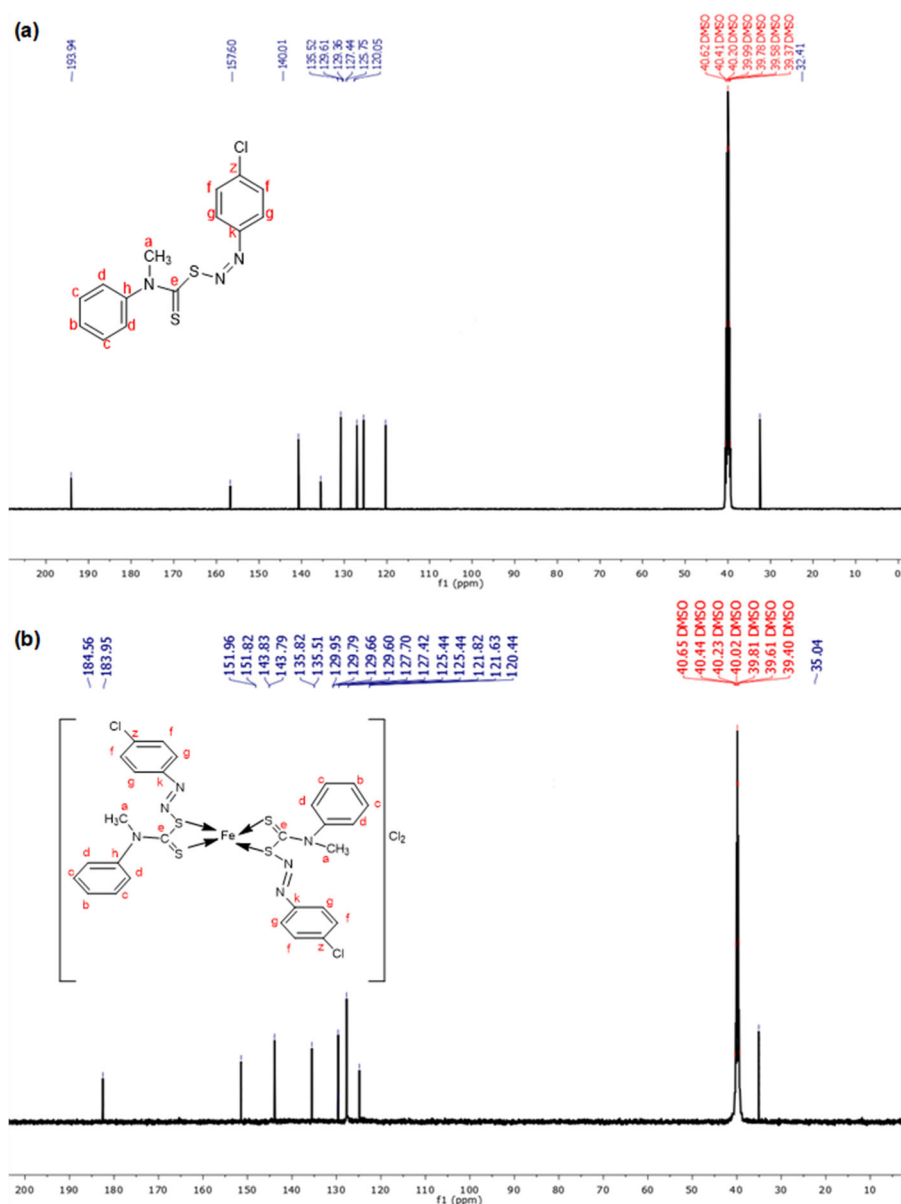 (a)
193.94
157.60
140.01
135.52
129.61
129.36
127.44
125.75
120.05
40.62 DMSO
40.41 DMSO
40.20 DMSO
39.99 DMSO
39.78 DMSO
39.58 DMSO
39.37 DMSO
32.41
Cl
z
f f
g g
k
a
CH3
S N N
d
N e
h
c
S
b d
c
200 190 180 170 160 150 140 130 120 110 100 90 80 70 60 50 40 30 20 10 0
f1 (ppm)
(b)
184.56
183.95
151.96
151.82
143.83
143.79
135.82
135.51
129.95
129.79
129.66
129.60
127.70
127.42
125.44
125.44
121.82
121.63
120.44
40.65 DMSO
40.44 DMSO
40.23 DMSO
40.02 DMSO
39.81 DMSO
39.61 DMSO
39.40 DMSO
35.04
Cl z f
f g
g k N
N
a
CH3
S
e
N C
h
S
d d
c c
b
Fe
c b
d c
d
S
e
C N
S CH3
a
N
N
k g
g f
f z
Cl
Cl2
200 190 180 170 160 150 140 130 120 110 100 90 80 70 60 50 40 30 20 10 0
f1 (ppm)